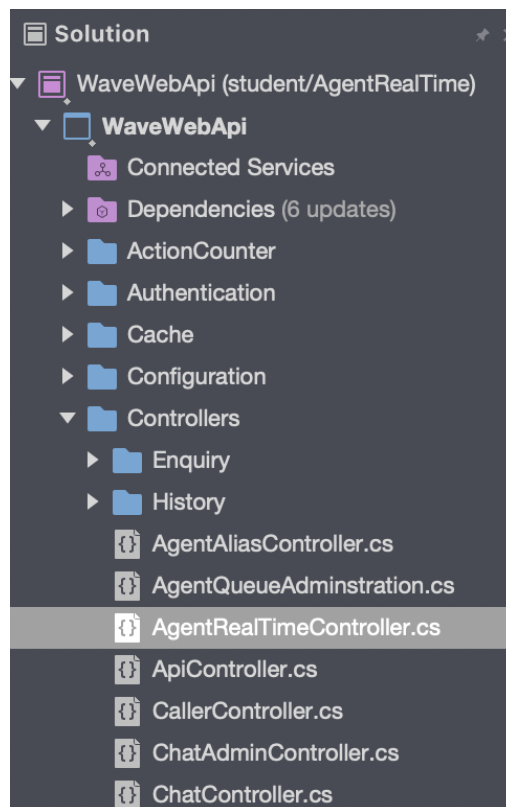 Solution
WaveWebApi (student/AgentRealTime)
WaveWebApi
Connected Services
Dependencies (6 updates)
ActionCounter
Authentication
Cache
Configuration
Controllers
Enquiry
History
AgentAliasController.cs
AgentQueueAdminstration.cs
AgentRealTimeController.cs
ApiController.cs
CallerController.cs
ChatAdminController.cs
ChatController.cs